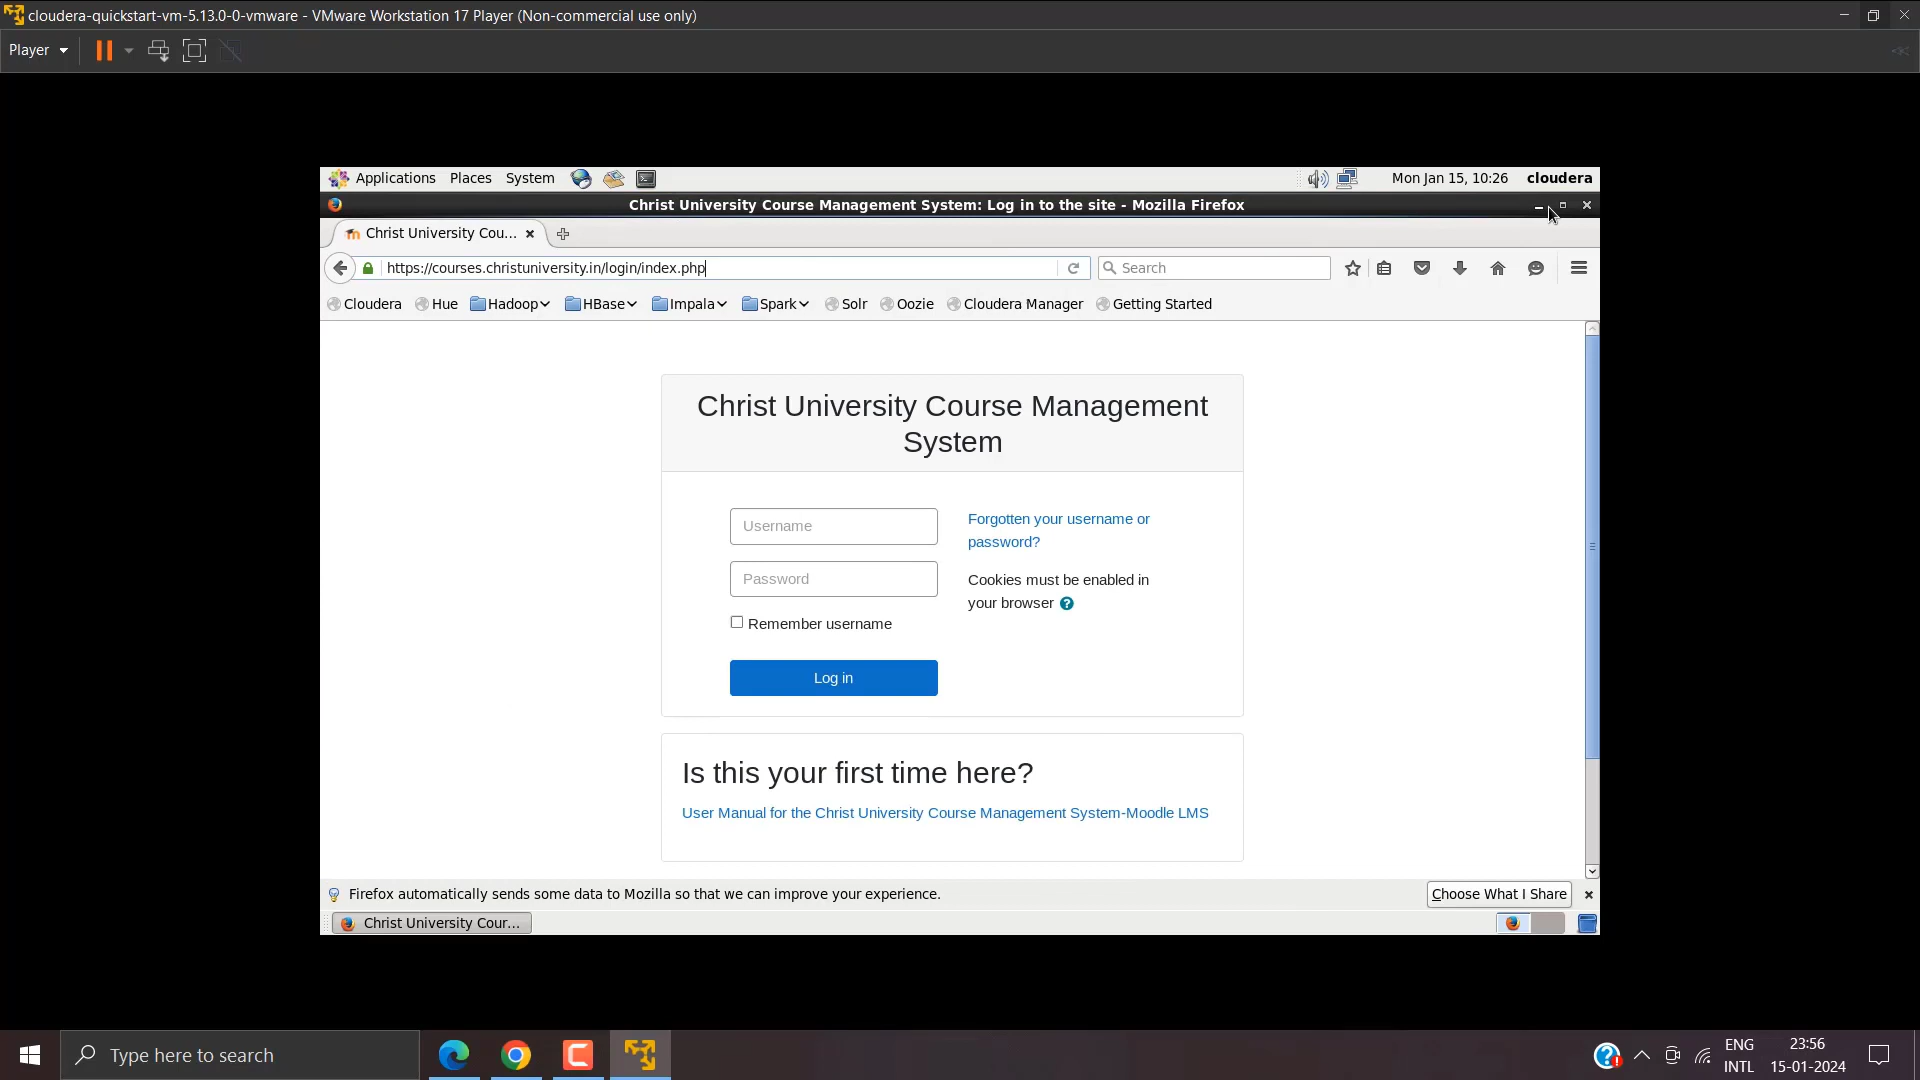 cloudera-quickstart-vm-5.13.0-0-vmware - VMware Workstation 17 Player (Non-commercial use only)
Player
Applications Places System Mon Jan 15, 10:26 cloudera
Christ University Course Management System: Log in to the site - Mozilla Firefox
Christ University Cou...
https://courses.christuniversity.in/login/index.php Search
Cloudera Hue Hadoop HBase Impala Spark Solr Oozie Cloudera Manager Getting Started
Christ University Course Management
System
Username
Password
Remember username
Log in
Forgotten your username or
password?
Cookies must be enabled in
your browser
Is this your first time here?
User Manual for the Christ University Course Management System-Moodle LMS
Firefox automatically sends some data to Mozilla so that we can improve your experience. Choose What I Share
Christ University Cour...
Type here to search
ENG
INTL
23:56
15-01-2024